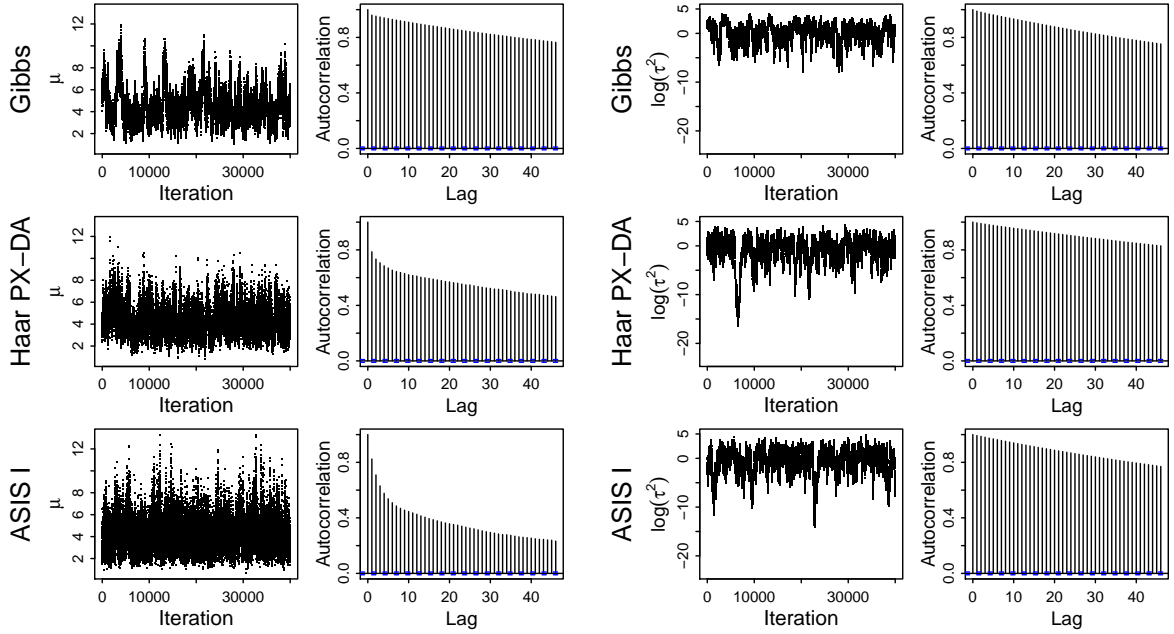 Gibbs
μ
2 4 6 8 12
0 10000 30000
Iteration
Autocorrelation
0.0 0.4 0.8
0 10 20 30 40
Lag
Gibbs
log(τ²)
−20 −10 0 5
0 10000 30000
Iteration
Autocorrelation
0.0 0.4 0.8
0 10 20 30 40
Lag
Haar PX−DA
μ
2 4 6 8 12
0 10000 30000
Iteration
Autocorrelation
0.0 0.4 0.8
0 10 20 30 40
Lag
Haar PX−DA
log(τ²)
−20 −10 0 5
0 10000 30000
Iteration
Autocorrelation
0.0 0.4 0.8
0 10 20 30 40
Lag
ASIS I
μ
2 4 6 8 12
0 10000 30000
Iteration
Autocorrelation
0.0 0.4 0.8
0 10 20 30 40
Lag
ASIS I
log(τ²)
−20 −10 0 5
0 10000 30000
Iteration
Autocorrelation
0.0 0.4 0.8
0 10 20 30 40
Lag